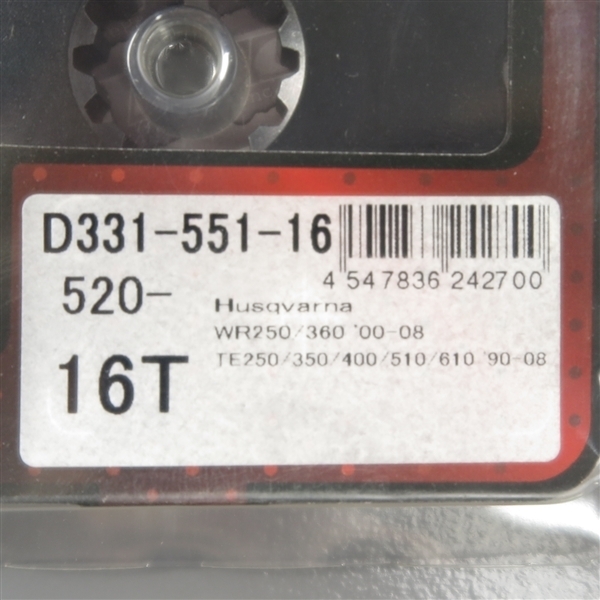 D331-551-16
4 547836 242700
520-
Husqvarna
WR250/360 '00-08
TE250/350/400/510/610 '90-08
16T